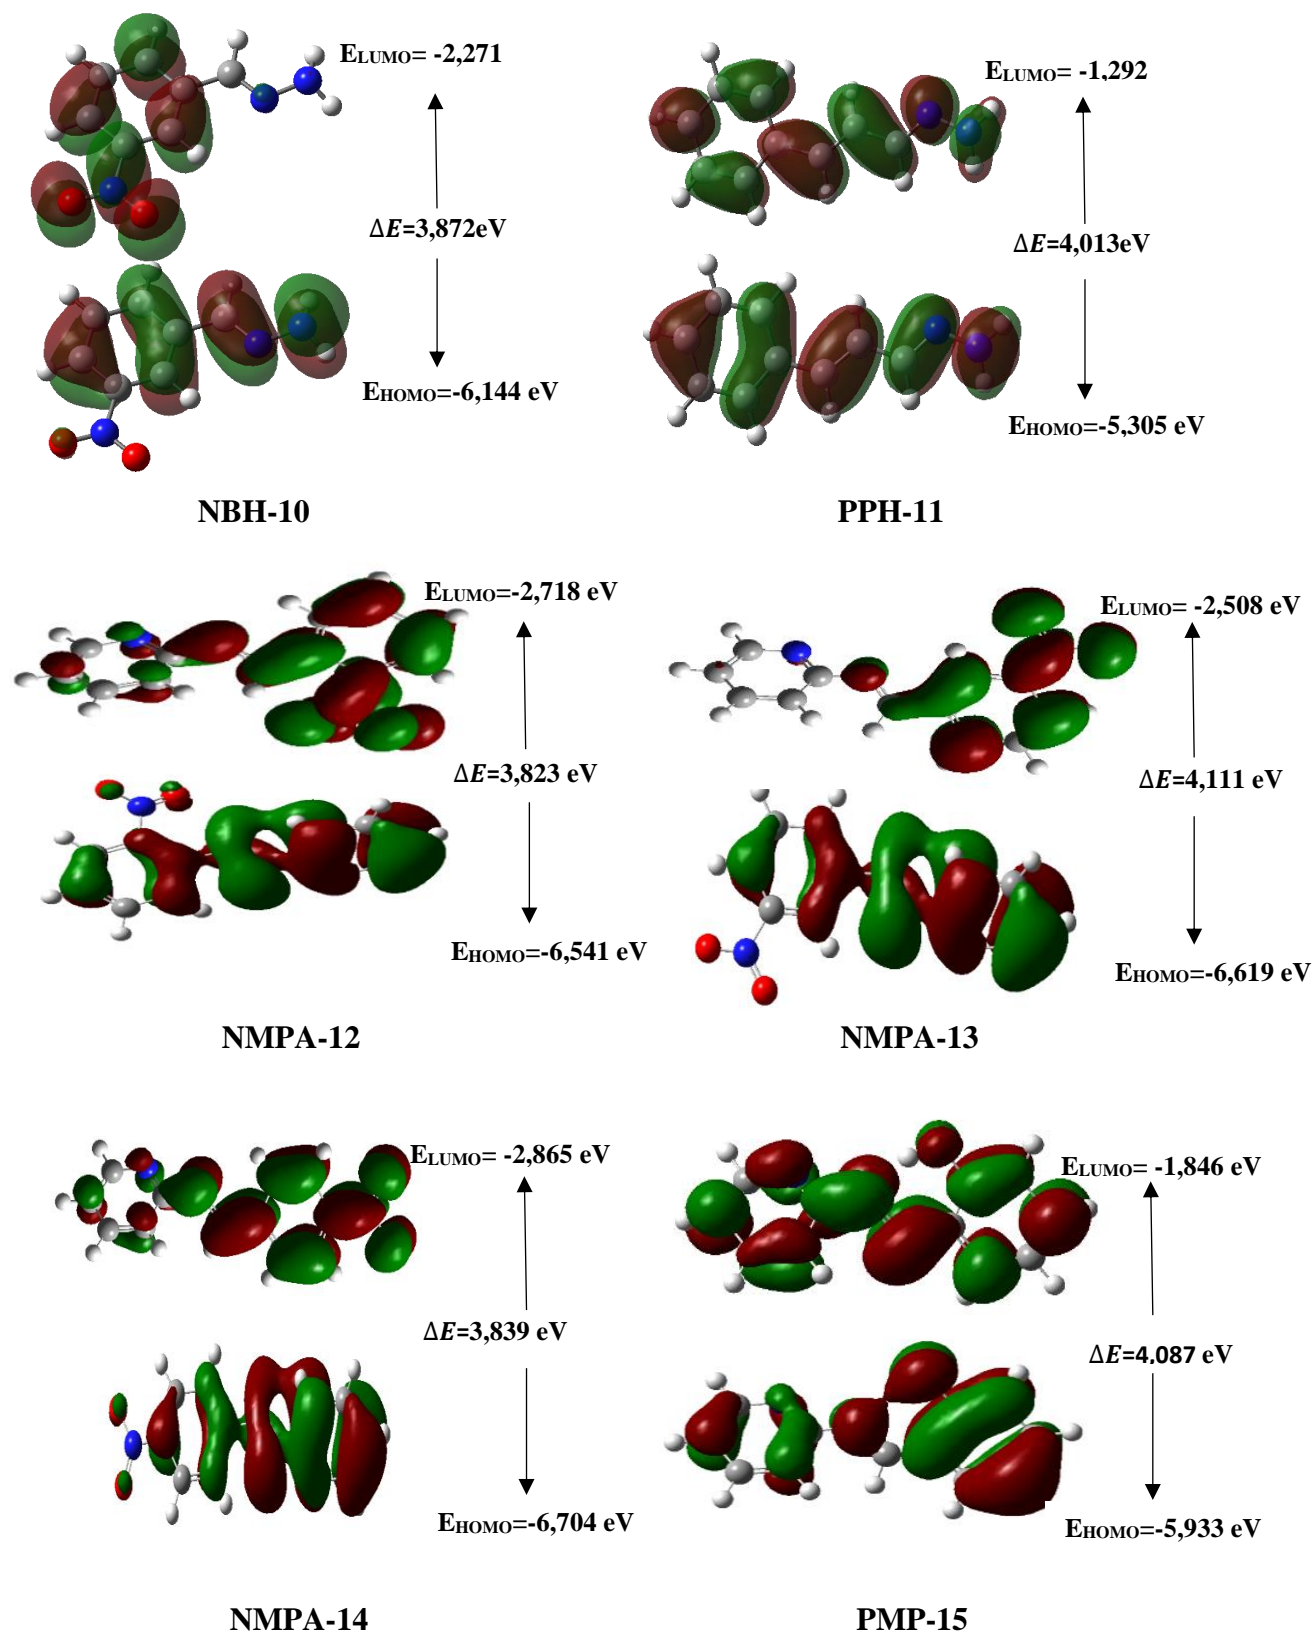 ELUMO= -2,271
ΔE=3,872eV
EHOMO=-6,144 eV
NBH-10
ELUMO= -1,292
ΔE=4,013eV
EHOMO=-5,305 eV
PPH-11
ELUMO=-2,718 eV
ΔE=3,823 eV
EHOMO=-6,541 eV
NMPA-12
ELUMO= -2,508 eV
ΔE=4,111 eV
EHOMO=-6,619 eV
NMPA-13
ELUMO= -2,865 eV
ΔE=3,839 eV
EHOMO=-6,704 eV
NMPA-14
ELUMO= -1,846 eV
ΔE=4.087 eV
EHOMO=-5,933 eV
PMP-15